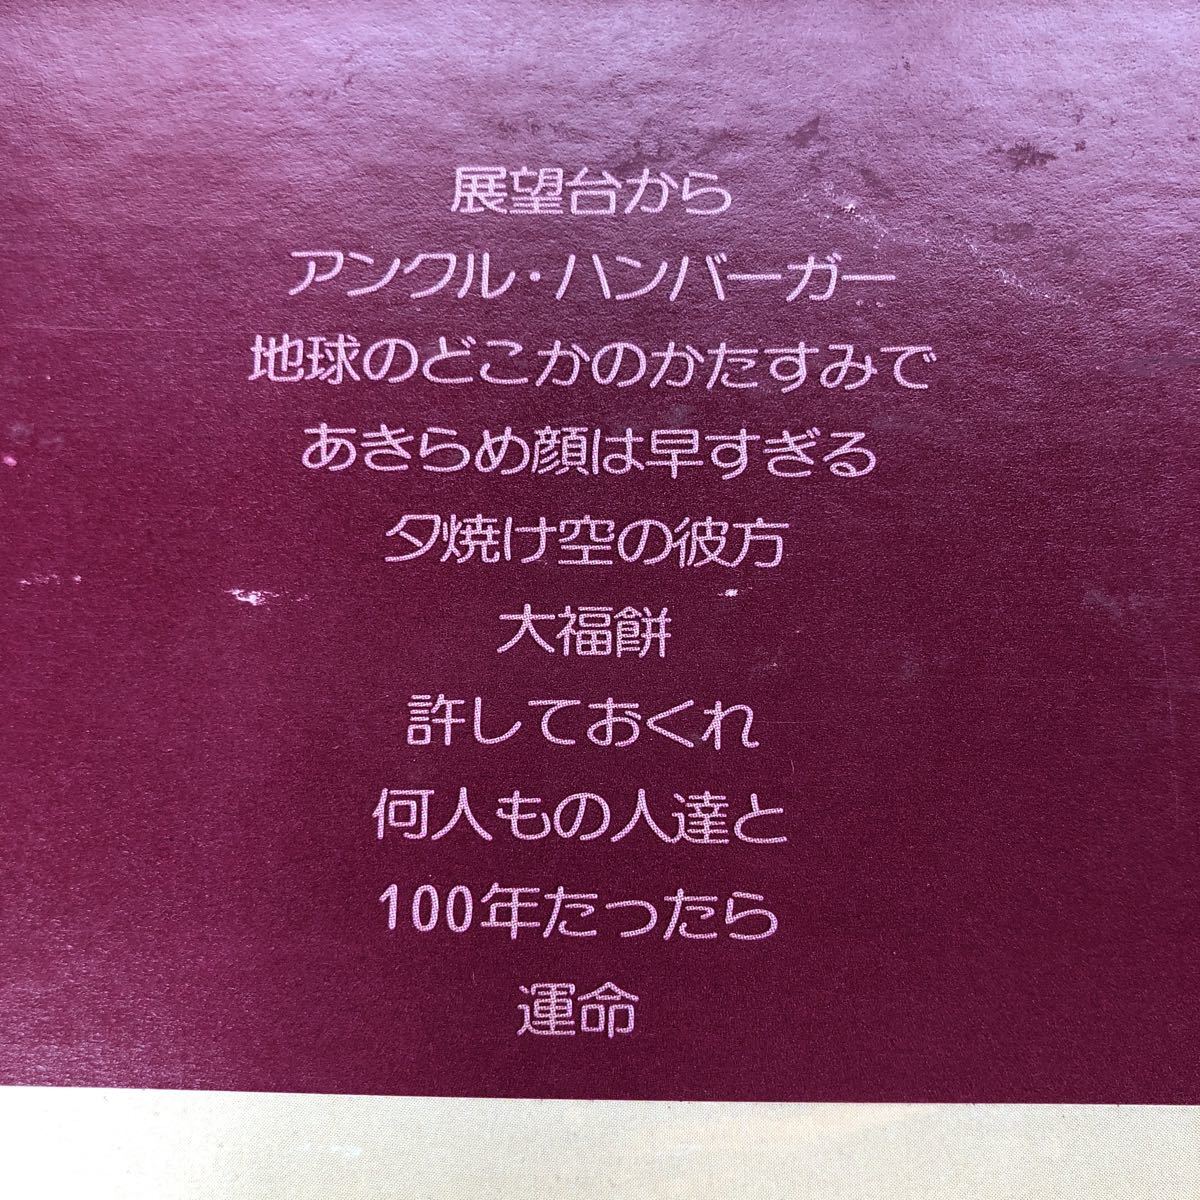 展望台から
アンクル・ハンバーガー
地球のどこかのかたすみで
あきらめ顔は早すぎる
夕焼け空の彼方
大福餅
許しておくれ
何人もの人達と
100年たったら
運命